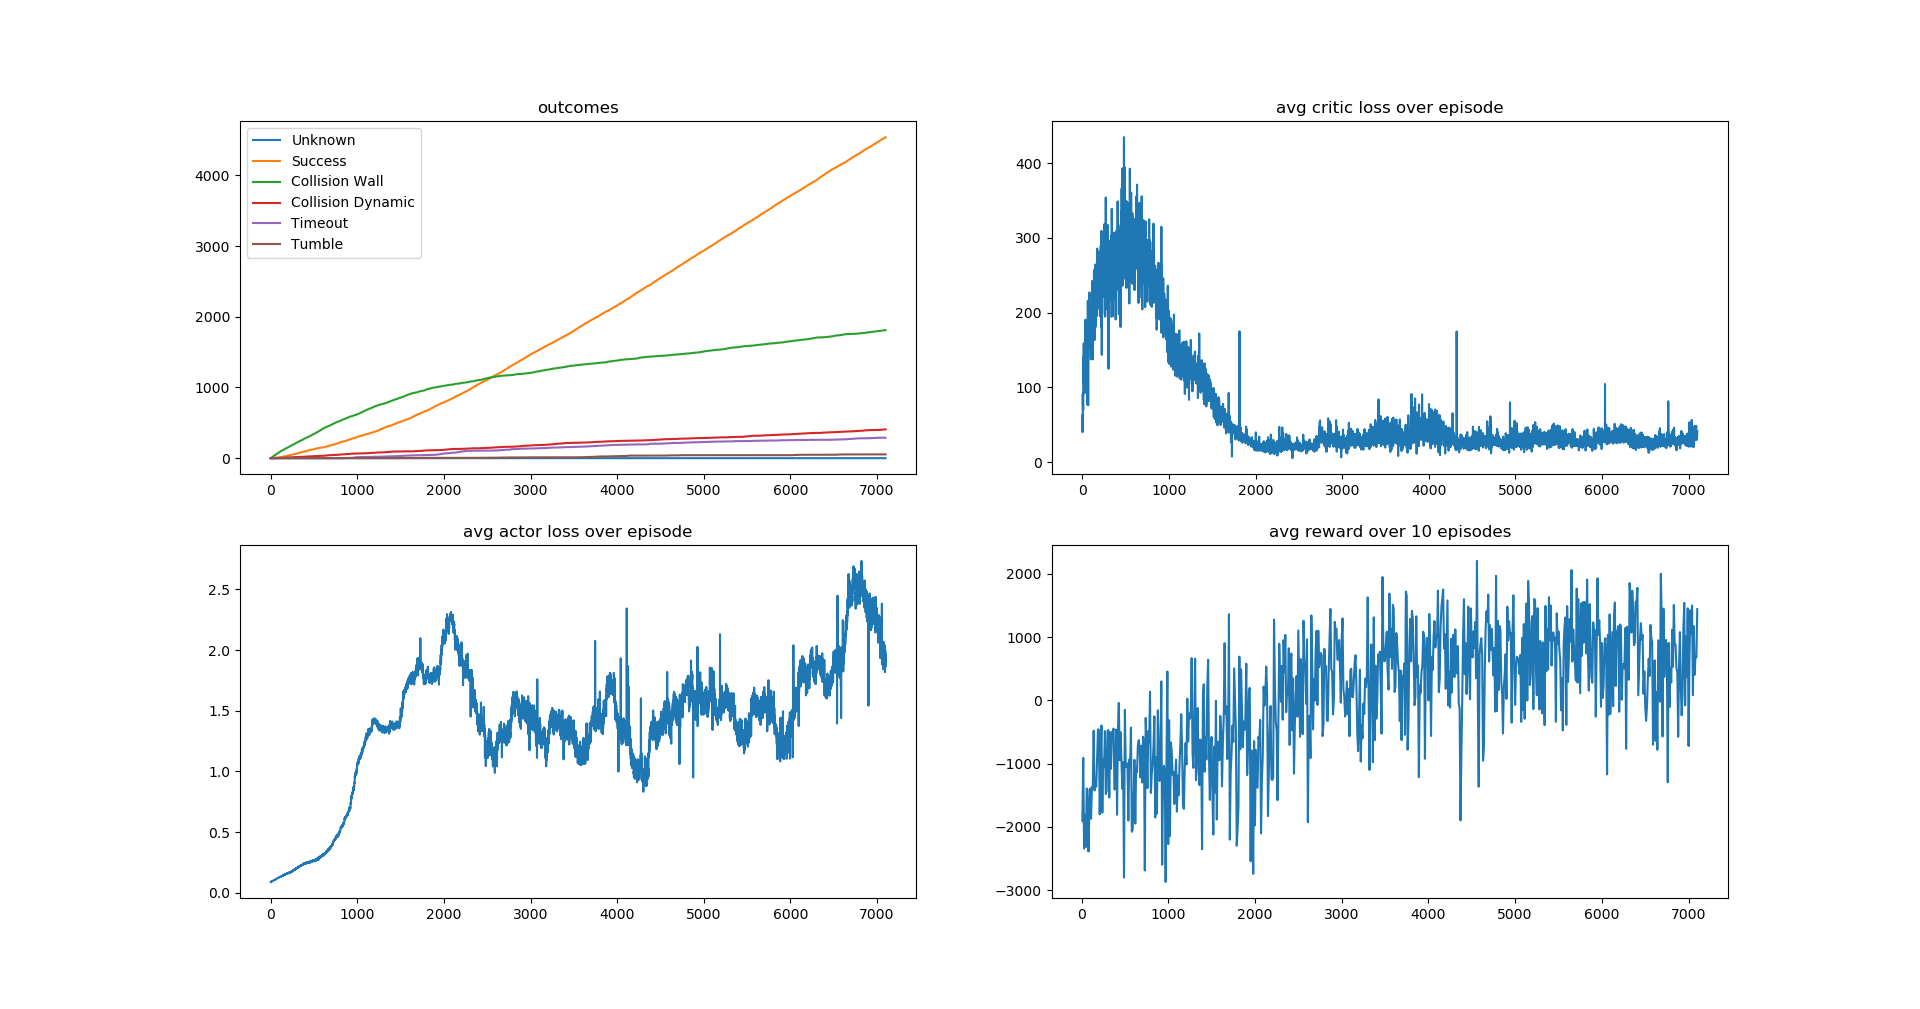 outcomes
Unknown
Success
Collision Wall
Collision Dynamic
Timeout
Tumble
4000
3000
2000
1000
0
0 1000 2000 3000 4000 5000 6000 7000
avg critic loss over episode
400
300
200
100
0
0 1000 2000 3000 4000 5000 6000 7000
avg actor loss over episode
2.5
2.0
1.5
1.0
0.5
0.0
0 1000 2000 3000 4000 5000 6000 7000
avg reward over 10 episodes
2000
1000
0
−1000
−2000
−3000
0 1000 2000 3000 4000 5000 6000 7000